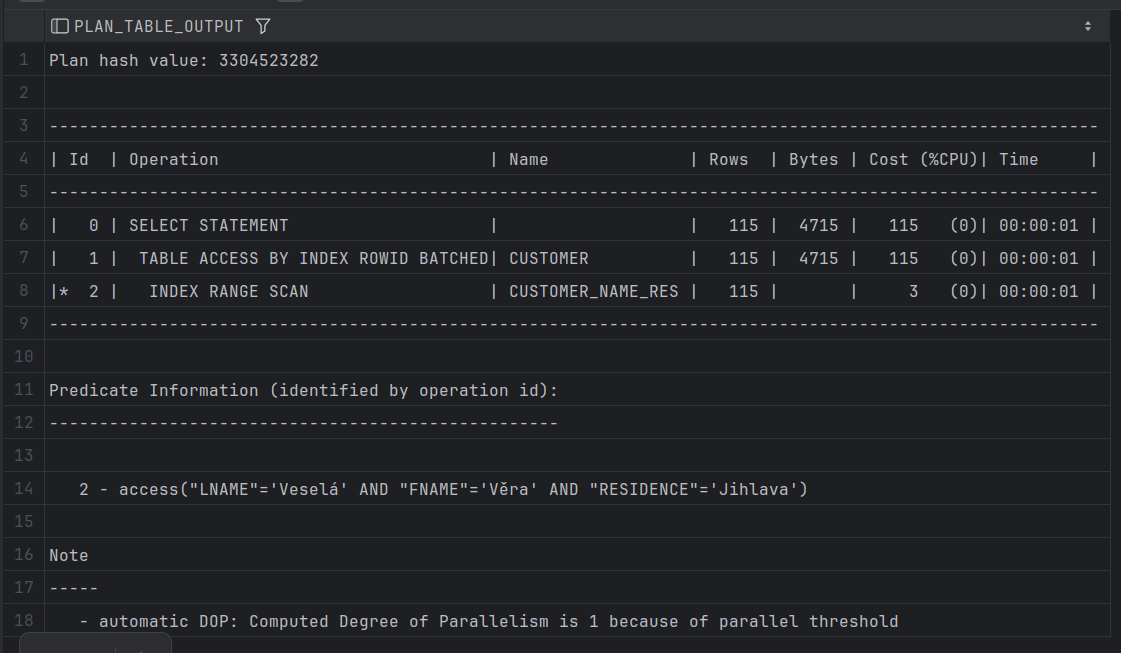 PLAN_TABLE_OUTPUT
1 Plan hash value: 3304523282
2
3 ---------------------------------------------------------------------------------------------------------
4 | Id  | Operation                           | Name              | Rows  | Bytes | Cost (%CPU)| Time     |
5 ---------------------------------------------------------------------------------------------------------
6 |   0 | SELECT STATEMENT                    |                   |   115 |  4715 |   115   (0)| 00:00:01 |
7 |   1 |  TABLE ACCESS BY INDEX ROWID BATCHED| CUSTOMER          |   115 |  4715 |   115   (0)| 00:00:01 |
8 |*  2 |   INDEX RANGE SCAN                  | CUSTOMER_NAME_RES |   115 |       |     3   (0)| 00:00:01 |
9 ---------------------------------------------------------------------------------------------------------
10
11 Predicate Information (identified by operation id):
12 ---------------------------------------------------
13
14    2 - access("LNAME"='Veselá' AND "FNAME"='Věra' AND "RESIDENCE"='Jihlava')
15
16 Note
17 -----
18    - automatic DOP: Computed Degree of Parallelism is 1 because of parallel threshold